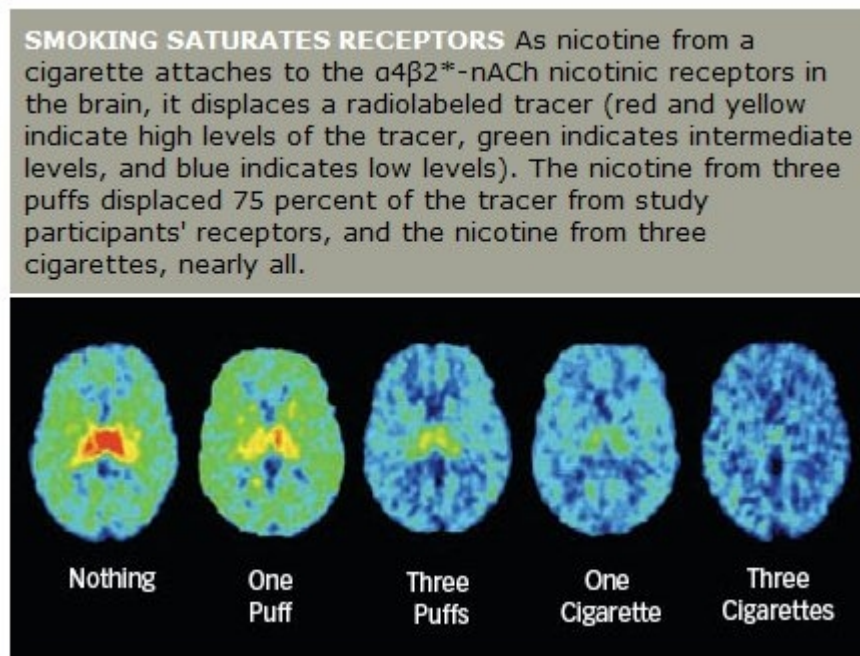 SMOKING SATURATES RECEPTORS As nicotine from a
cigarette attaches to the α4β2*-nACh nicotinic receptors in
the brain, it displaces a radiolabeled tracer (red and yellow
indicate high levels of the tracer, green indicates intermediate
levels, and blue indicates low levels). The nicotine from three
puffs displaced 75 percent of the tracer from study
participants' receptors, and the nicotine from three
cigarettes, nearly all.
Nothing
One
Puff
Three
Puffs
One
Cigarette
Three
Cigarettes